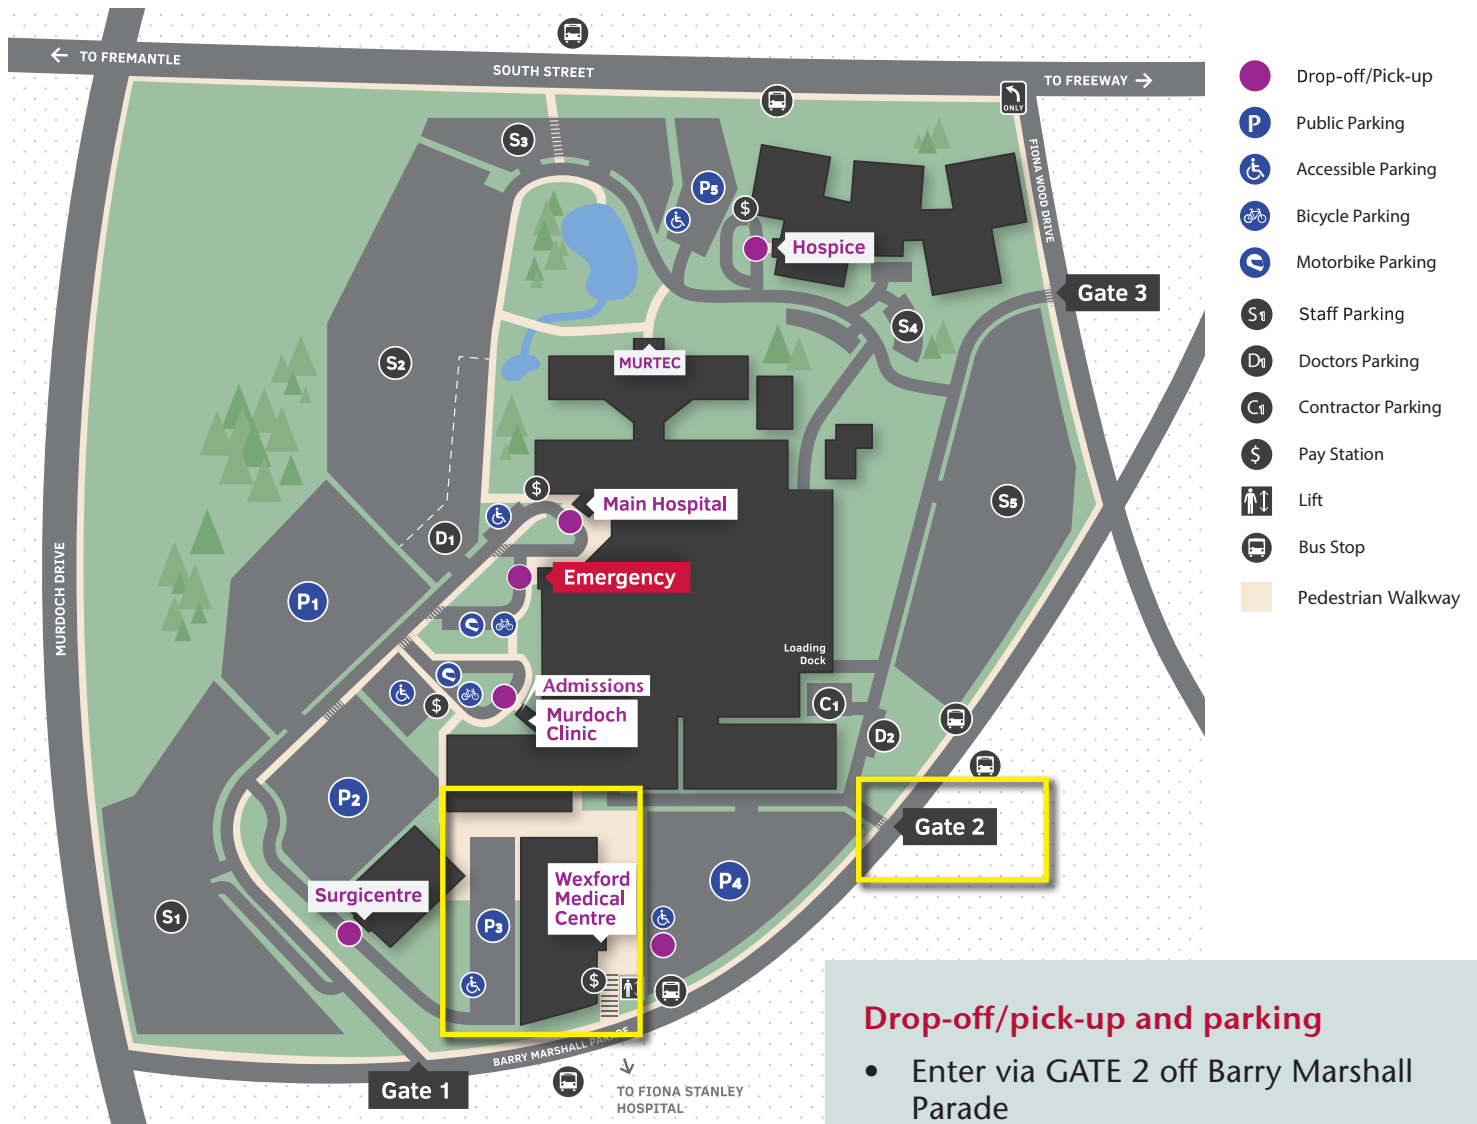 TO FREMANTLE
SOUTH STREET
TO FREEWAY
ONLY
FIONA WOOD DRIVE
MURDOCH DRIVE
S3
P5
$
Hospice
Gate 3
S4
S2
MURTEC
$
Main Hospital
D1
S5
Emergency
P1
Loading
Dock
Admissions
$
Murdoch
Clinic
C1
D2
P2
Gate 2
Surgicentre
Wexford
Medical
Centre
P4
S1
P3
$
BARRY MARSHALL PARADE
Gate 1
TO FIONA STANLEY
HOSPITAL
Drop-off/Pick-up
P Public Parking
Accessible Parking
Bicycle Parking
Motorbike Parking
S1 Staff Parking
D1 Doctors Parking
C1 Contractor Parking
$ Pay Station
Lift
Bus Stop
Pedestrian Walkway
Drop-off/pick-up and parking
• Enter via GATE 2 off Barry Marshall
Parade